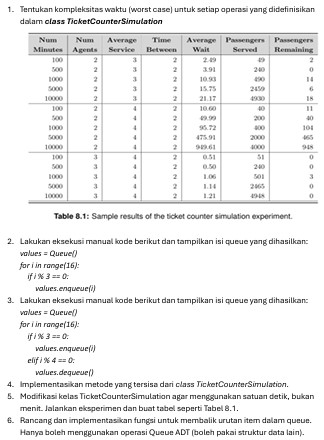 1. Tentukan kompleksitas waktu (worst case) untuk setiap operasi yang didefinisikan
dalam class TicketCounterSimulation
Num Num Average Time Average Passengers Passengers
Minutes Agents Service Between Wait Served Remaining
100 2 3 2 2.49 49 2
500 2 3 2 3.91 240 0
1000 2 3 2 10.93 490 14
5000 2 3 2 15.75 2459 6
10000 2 3 2 21.17 4930 18
100 2 4 2 10.60 40 11
500 2 4 2 49.99 200 40
1000 2 4 2 95.72 400 104
5000 2 4 2 475.91 2000 465
10000 2 4 2 949.61 4000 948
100 3 4 2 0.51 51 0
500 3 4 2 0.50 240 0
1000 3 4 2 1.06 501 3
5000 3 4 2 1.14 2465 0
10000 3 4 2 1.21 4948 0
Table 8.1: Sample results of the ticket counter simulation experiment.
2. Lakukan eksekusi manual kode berikut dan tampilkan isi queue yang dihasilkan:
values = Queue()
for i in range(16):
if i % 3 == 0:
values.enqueue(i)
3. Lakukan eksekusi manual kode berikut dan tampilkan isi queue yang dihasilkan:
values = Queue()
for i in range(16):
if i % 3 == 0:
values.enqueue(i)
elif i % 4 == 0:
values.dequeue()
4. Implementasikan metode yang tersisa dari class TicketCounterSimulation.
5. Modifikasi kelas TicketCounterSimulation agar menggunakan satuan detik, bukan
menit. Jalankan eksperimen dan buat tabel seperti Tabel 8.1.
6. Rancang dan implementasikan fungsi untuk membalik urutan item dalam queue.
Hanya boleh menggunakan operasi Queue ADT (boleh pakai struktur data lain).